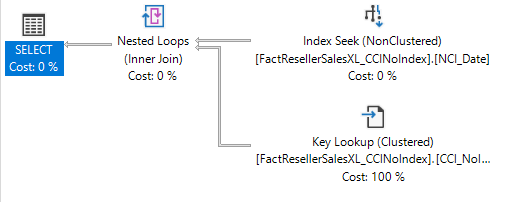 SELECT
Cost: 0 %
Nested Loops
(Inner Join)
Cost: 0 %
Index Seek (NonClustered)
[FactResellerSalesXL_CCINoIndex].[NCI_Date]
Cost: 0 %
Key Lookup (Clustered)
[FactResellerSalesXL_CCINoIndex].[CCI_NoI...
Cost: 100 %